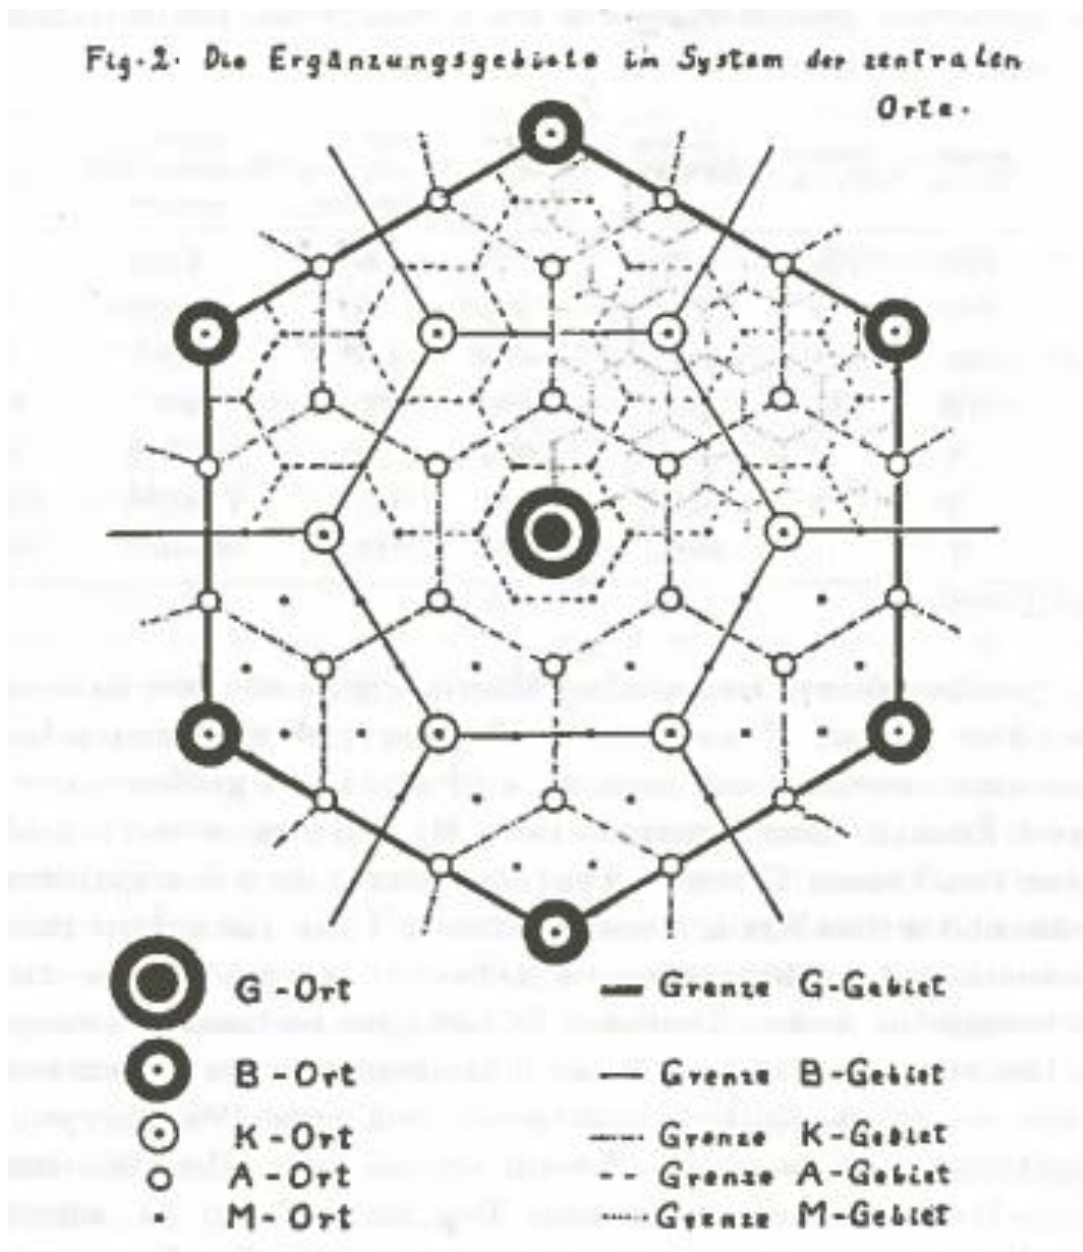 Fig. 2. Die Ergänzungsgebiete im System der zentralen
Orte.
G - Ort
B - Ort
K - Ort
A - Ort
M - Ort
Grenze G-Gebiet
Grenze B-Gebiet
Grenze K-Gebiet
Grenze A-Gebiet
Grenze M-Gebiet